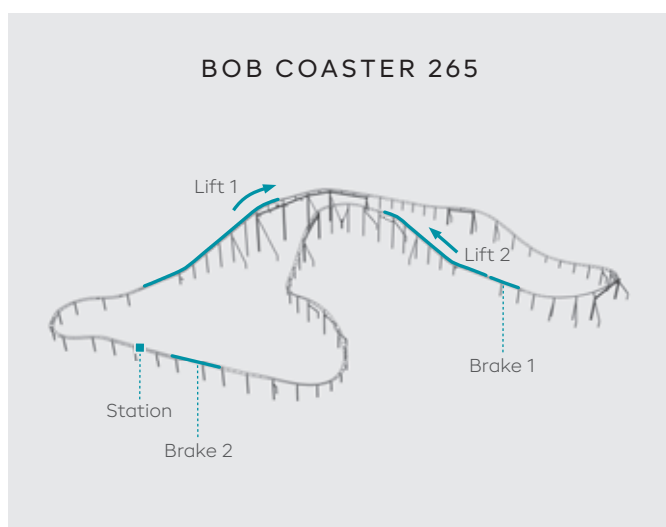 BOB COASTER 265
Lift 1
Lift 2
Brake 1
Station
Brake 2